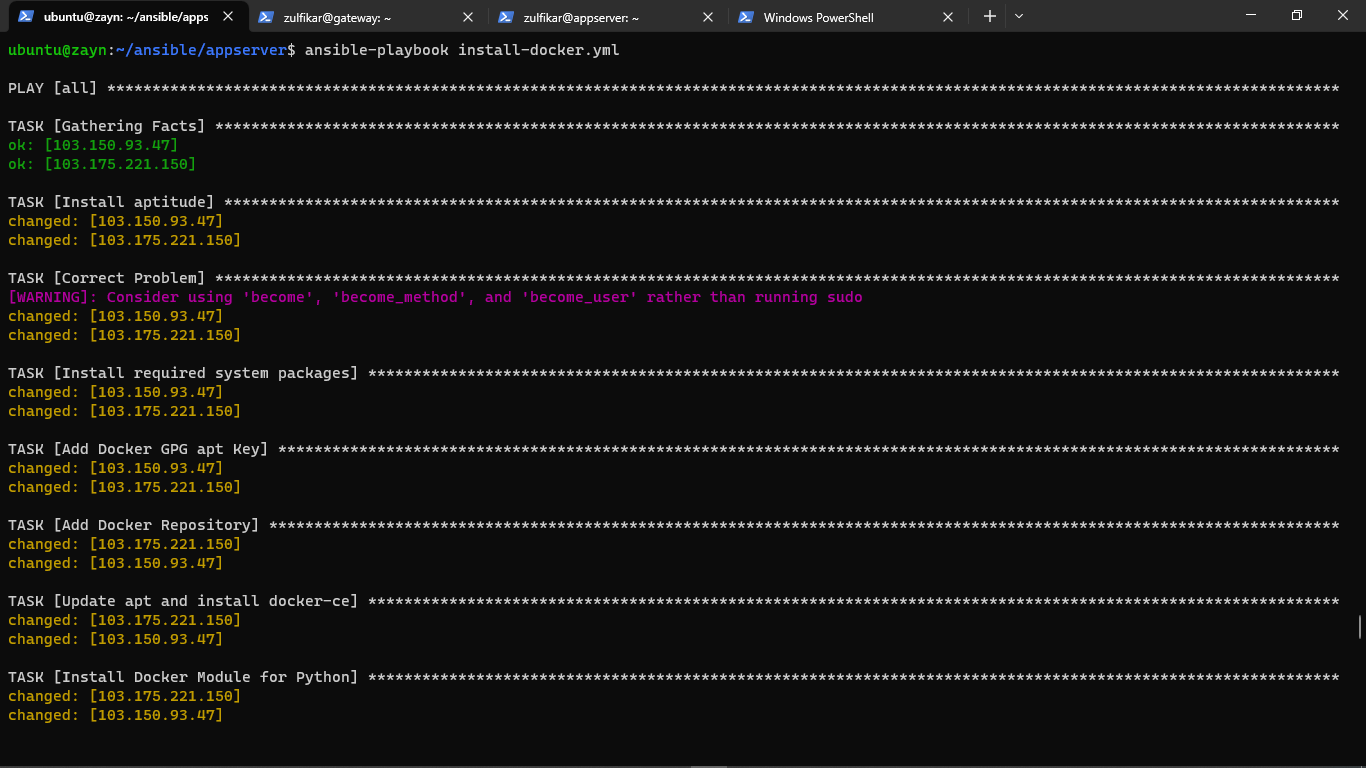 ubuntu@zayn: ~/ansible/apps
zulfikar@gateway: ~
zulfikar@appserver: ~
Windows PowerShell
ubuntu@zayn:~/ansible/appserver$ ansible-playbook install-docker.yml
PLAY [all] *****************************************************************************************************************************************
TASK [Gathering Facts] *****************************************************************************************************************************
ok: [103.150.93.47]
ok: [103.175.221.150]
TASK [Install aptitude] ****************************************************************************************************************************
changed: [103.150.93.47]
changed: [103.175.221.150]
TASK [Correct Problem] *****************************************************************************************************************************
[WARNING]: Consider using 'become', 'become_method', and 'become_user' rather than running sudo
changed: [103.150.93.47]
changed: [103.175.221.150]
TASK [Install required system packages] ************************************************************************************************************
changed: [103.150.93.47]
changed: [103.175.221.150]
TASK [Add Docker GPG apt Key] **********************************************************************************************************************
changed: [103.150.93.47]
changed: [103.175.221.150]
TASK [Add Docker Repository] ***********************************************************************************************************************
changed: [103.175.221.150]
changed: [103.150.93.47]
TASK [Update apt and install docker-ce] ************************************************************************************************************
changed: [103.175.221.150]
changed: [103.150.93.47]
TASK [Install Docker Module for Python] ************************************************************************************************************
changed: [103.175.221.150]
changed: [103.150.93.47]